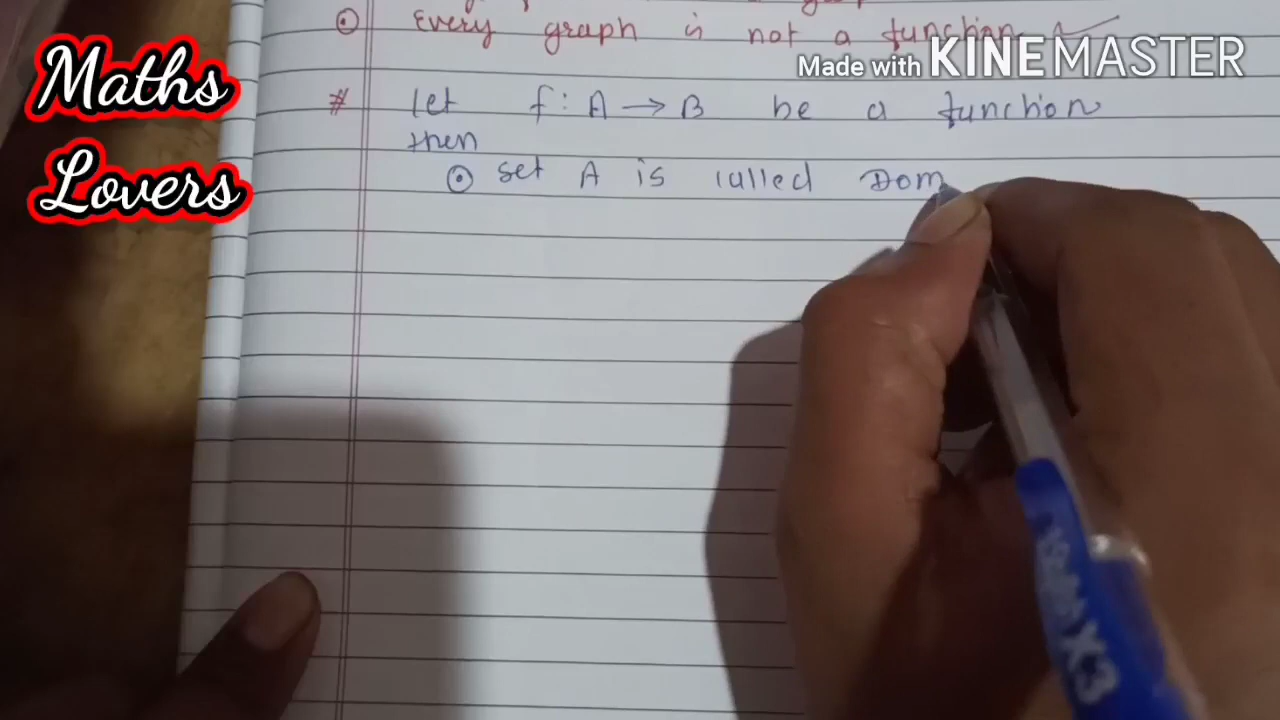 Every graph is not a function
Made with KINEMASTER
Maths
Lovers
# let f: A → B be a function
then
⊙ set A is called Dom